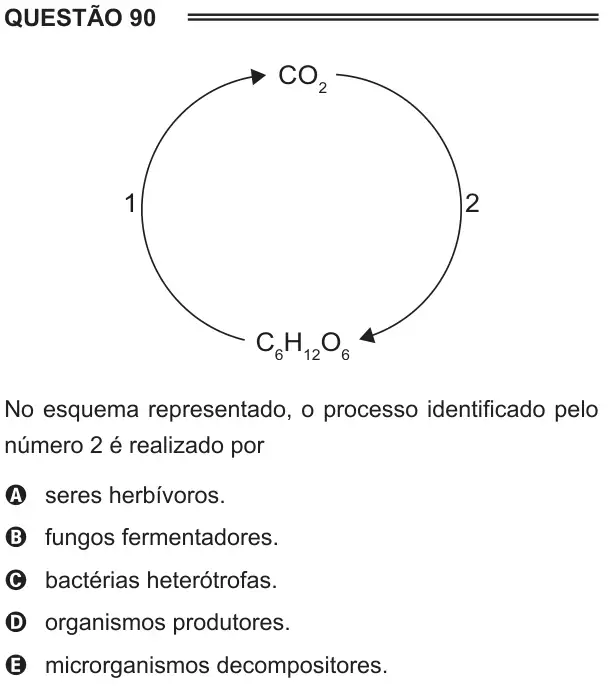 QUESTÃO 90
CO₂
1 2
C₆H₁₂O₆
No esquema representado, o processo identificado pelo
número 2 é realizado por
A seres herbívoros.
B fungos fermentadores.
C bactérias heterótrofas.
D organismos produtores.
E microrganismos decompositores.